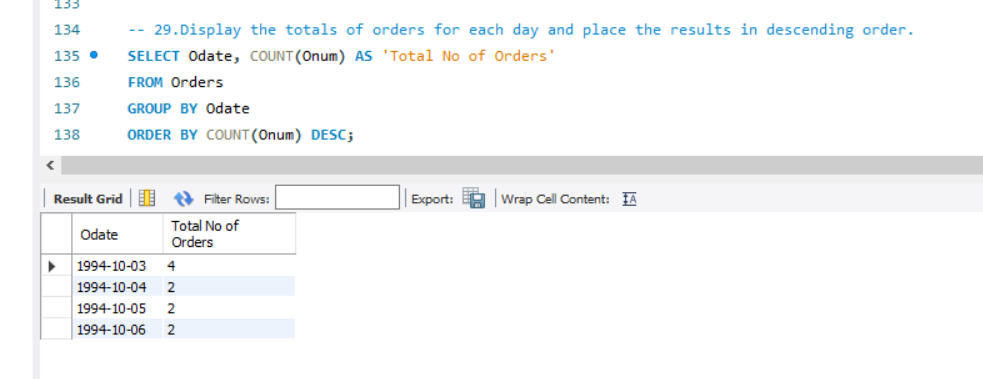 133
134 -- 29.Display the totals of orders for each day and place the results in descending order.
135 SELECT Odate, COUNT(Onum) AS 'Total No of Orders'
136 FROM Orders
137 GROUP BY Odate
138 ORDER BY COUNT(Onum) DESC;
Result Grid Filter Rows: Export: Wrap Cell Content: IA
Odate Total No of
Orders
1994-10-03 4
1994-10-04 2
1994-10-05 2
1994-10-06 2